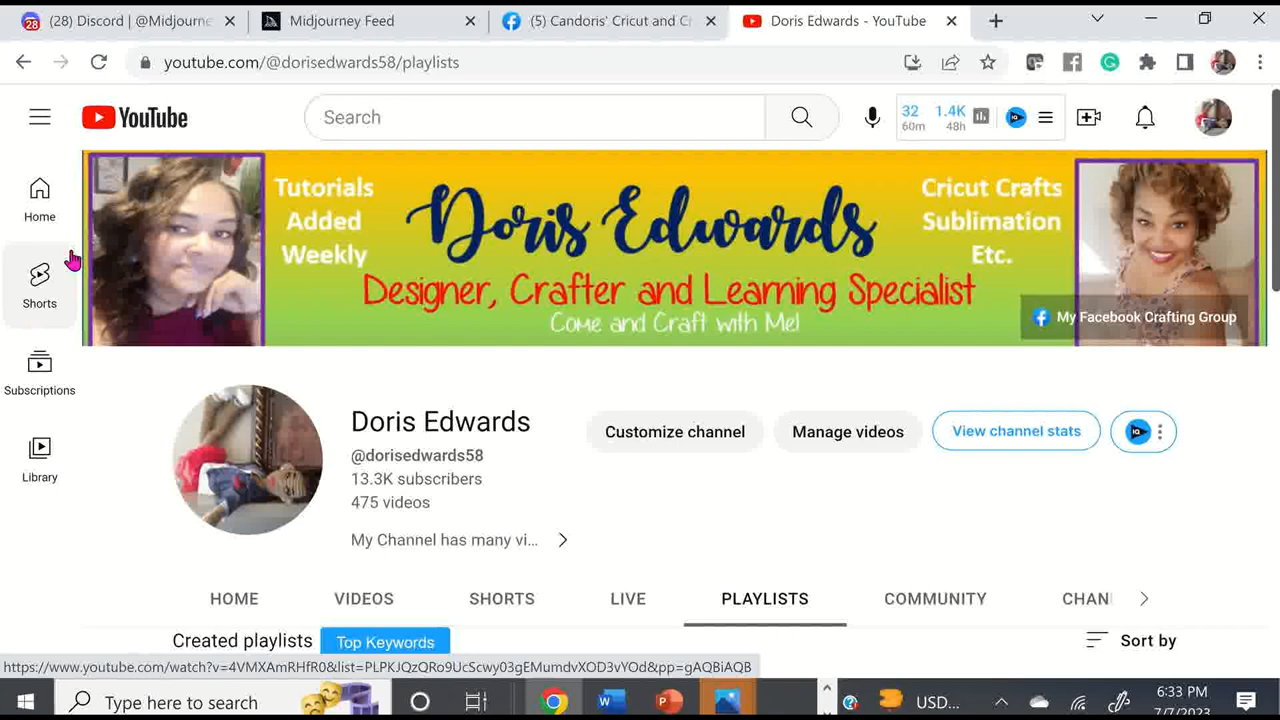 (28) Discord | @Midjourne
Midjourney Feed
(5) Candoris' Cricut and Cr
Doris Edwards - YouTube
28
youtube.com/@dorisedwards58/playlists
YouTube
Search
32
60m
1.4K
48h
IQ
Home
Shorts
Subscriptions
Library
Tutorials
Added
Weekly
Doris Edwards
Designer, Crafter and Learning Specialist
Come and Craft with Me!
Cricut Crafts
Sublimation
Etc.
My Facebook Crafting Group
Doris Edwards
@dorisedwards58
13.3K subscribers
475 videos
My Channel has many vi...
Customize channel
Manage videos
View channel stats
IQ
HOME
VIDEOS
SHORTS
LIVE
PLAYLISTS
COMMUNITY
CHAN
Created playlists
Top Keywords
Sort by
https://www.youtube.com/watch?v=4VMXAmRHfR0&list=PLPKJQzQRo9UcScwy03gEMumdvXOD3vYOd&pp=gAQBiAQB
Type here to search
USD...
6:33 PM
7/7/2023